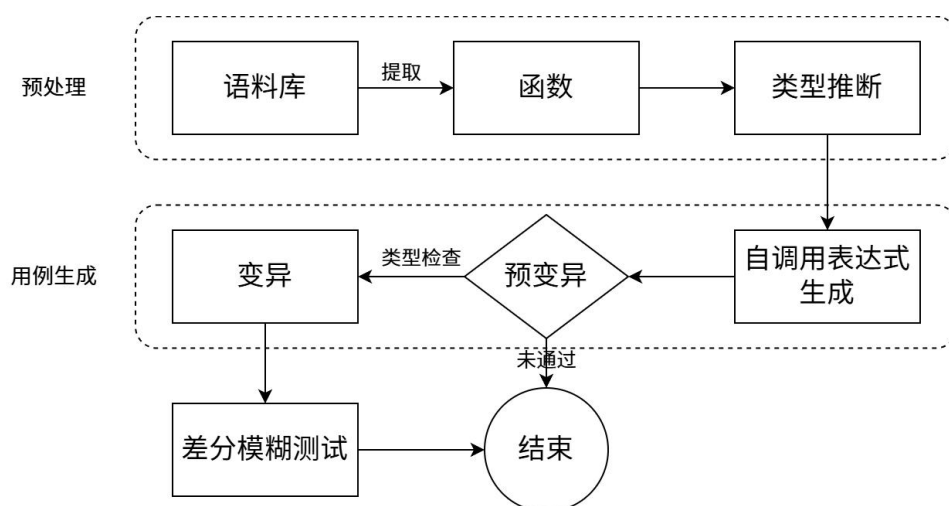 预处理
语料库
提取
函数
类型推断
用例生成
变异
类型检查
预变异
自调用表达式
生成
未通过
差分模糊测试
结束